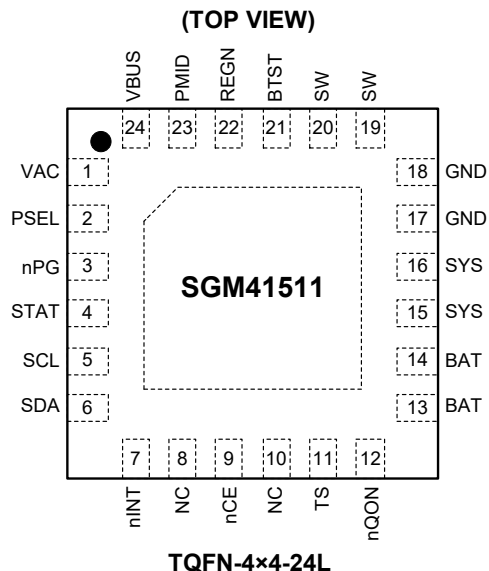 (TOP VIEW)
VBUS PMID REGN BTST SW SW
24 23 22 21 20 19
VAC 1 18 GND
PSEL 2 17 GND
nPG 3 16 SYS
SGM41511
STAT 4 15 SYS
SCL 5 14 BAT
SDA 6 13 BAT
7 8 9 10 11 12
nINT NC nCE NC TS nQON
TQFN-4×4-24L